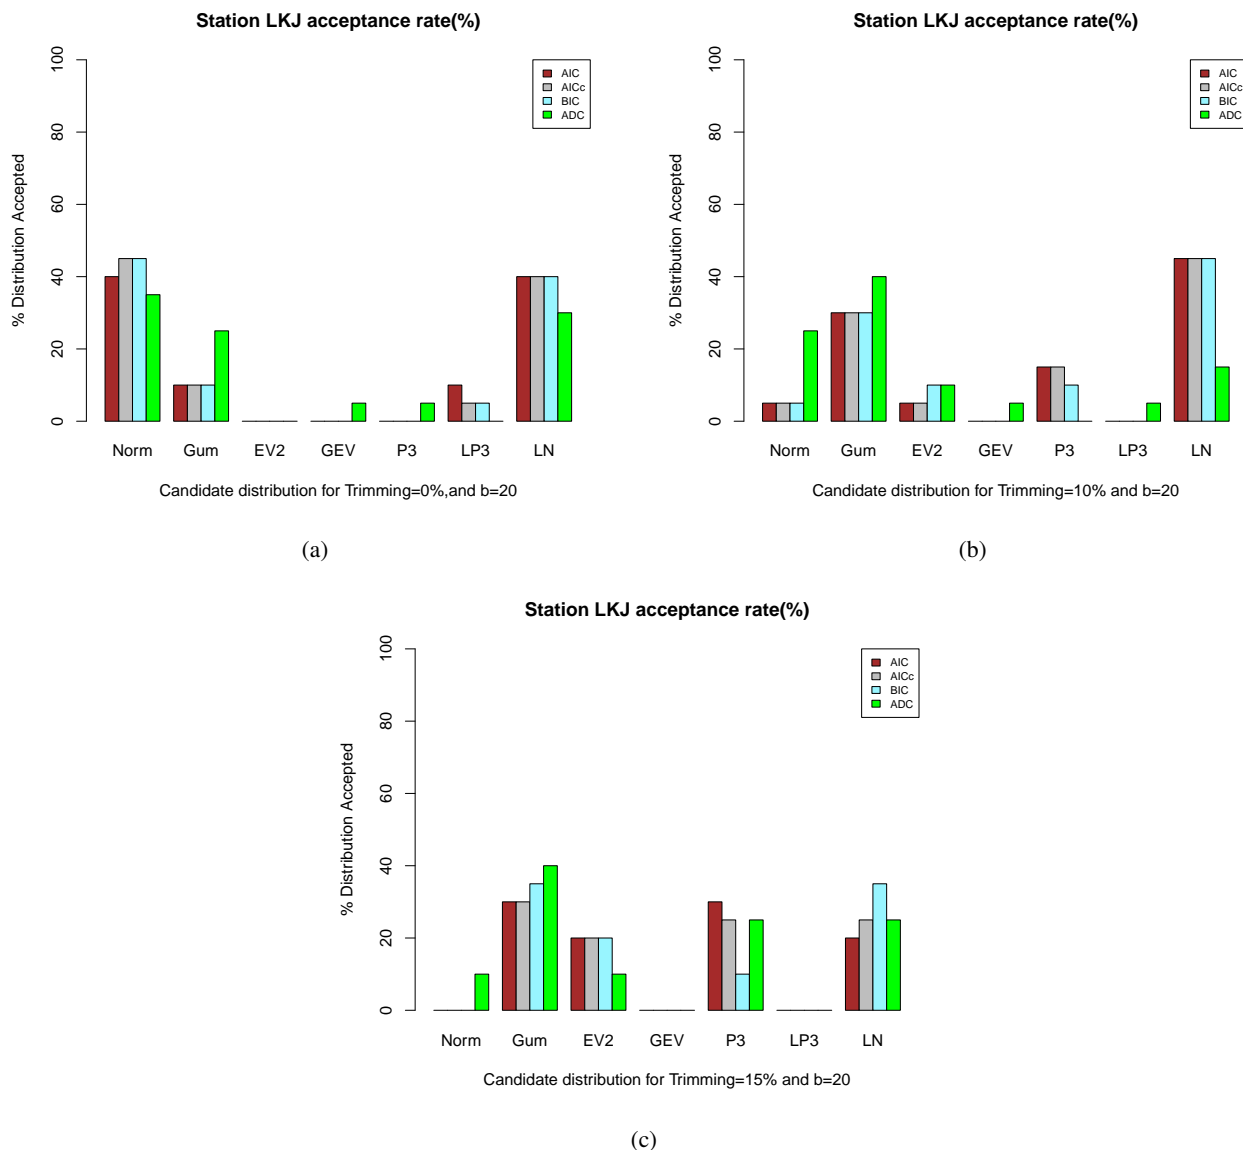 Station LKJ acceptance rate(%)
% Distribution Accepted
100
80
60
40
20
0
AIC
AICc
BIC
ADC
Norm Gum EV2 GEV P3 LP3 LN
Candidate distribution for Trimming=0%,and b=20
(a)
Station LKJ acceptance rate(%)
% Distribution Accepted
100
80
60
40
20
0
AIC
AICc
BIC
ADC
Norm Gum EV2 GEV P3 LP3 LN
Candidate distribution for Trimming=10% and b=20
(b)
Station LKJ acceptance rate(%)
% Distribution Accepted
100
80
60
40
20
0
AIC
AICc
BIC
ADC
Norm Gum EV2 GEV P3 LP3 LN
Candidate distribution for Trimming=15% and b=20
(c)